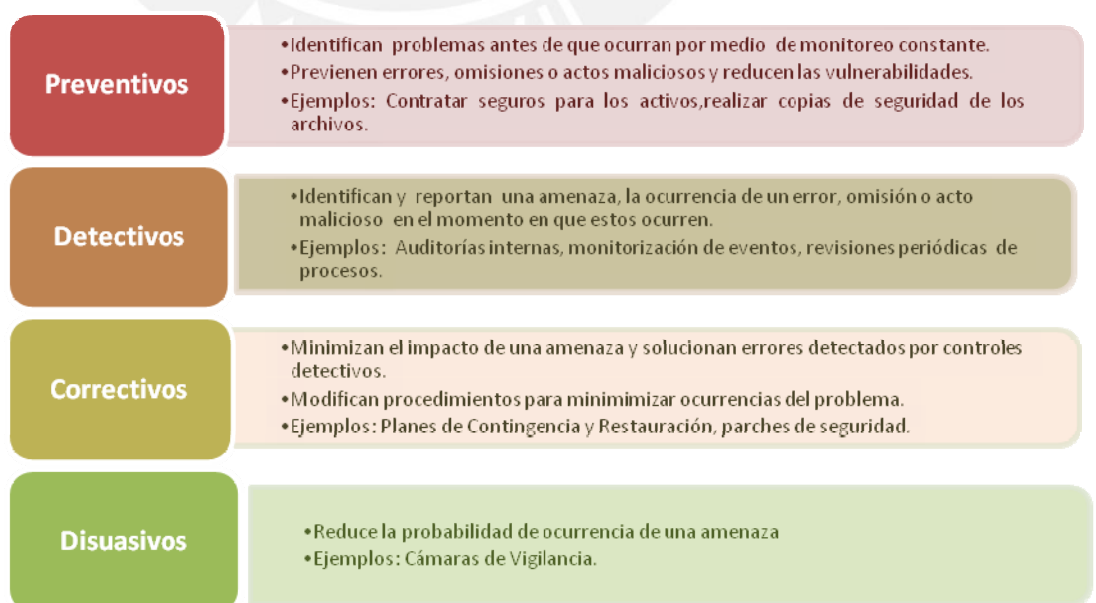 Preventivos
•Identifican problemas antes de que ocurran por medio de monitoreo constante.
•Previenen errores, omisiones o actos maliciosos y reducen las vulnerabilidades.
•Ejemplos: Contratar seguros para los activos,realizar copias de seguridad de los
archivos.
Detectivos
•Identifican y reportan una amenaza, la ocurrencia de un error, omisión o acto
malicioso en el momento en que estos ocurren.
•Ejemplos: Auditorías internas, monitorización de eventos, revisiones periódicas de
procesos.
Correctivos
•Minimizan el impacto de una amenaza y solucionan errores detectados por controles
detectivos.
•Modifican procedimientos para minimimizar ocurrencias del problema.
•Ejemplos: Planes de Contingencia y Restauración, parches de seguridad.
Disuasivos
•Reduce la probabilidad de ocurrencia de una amenaza
•Ejemplos: Cámaras de Vigilancia.